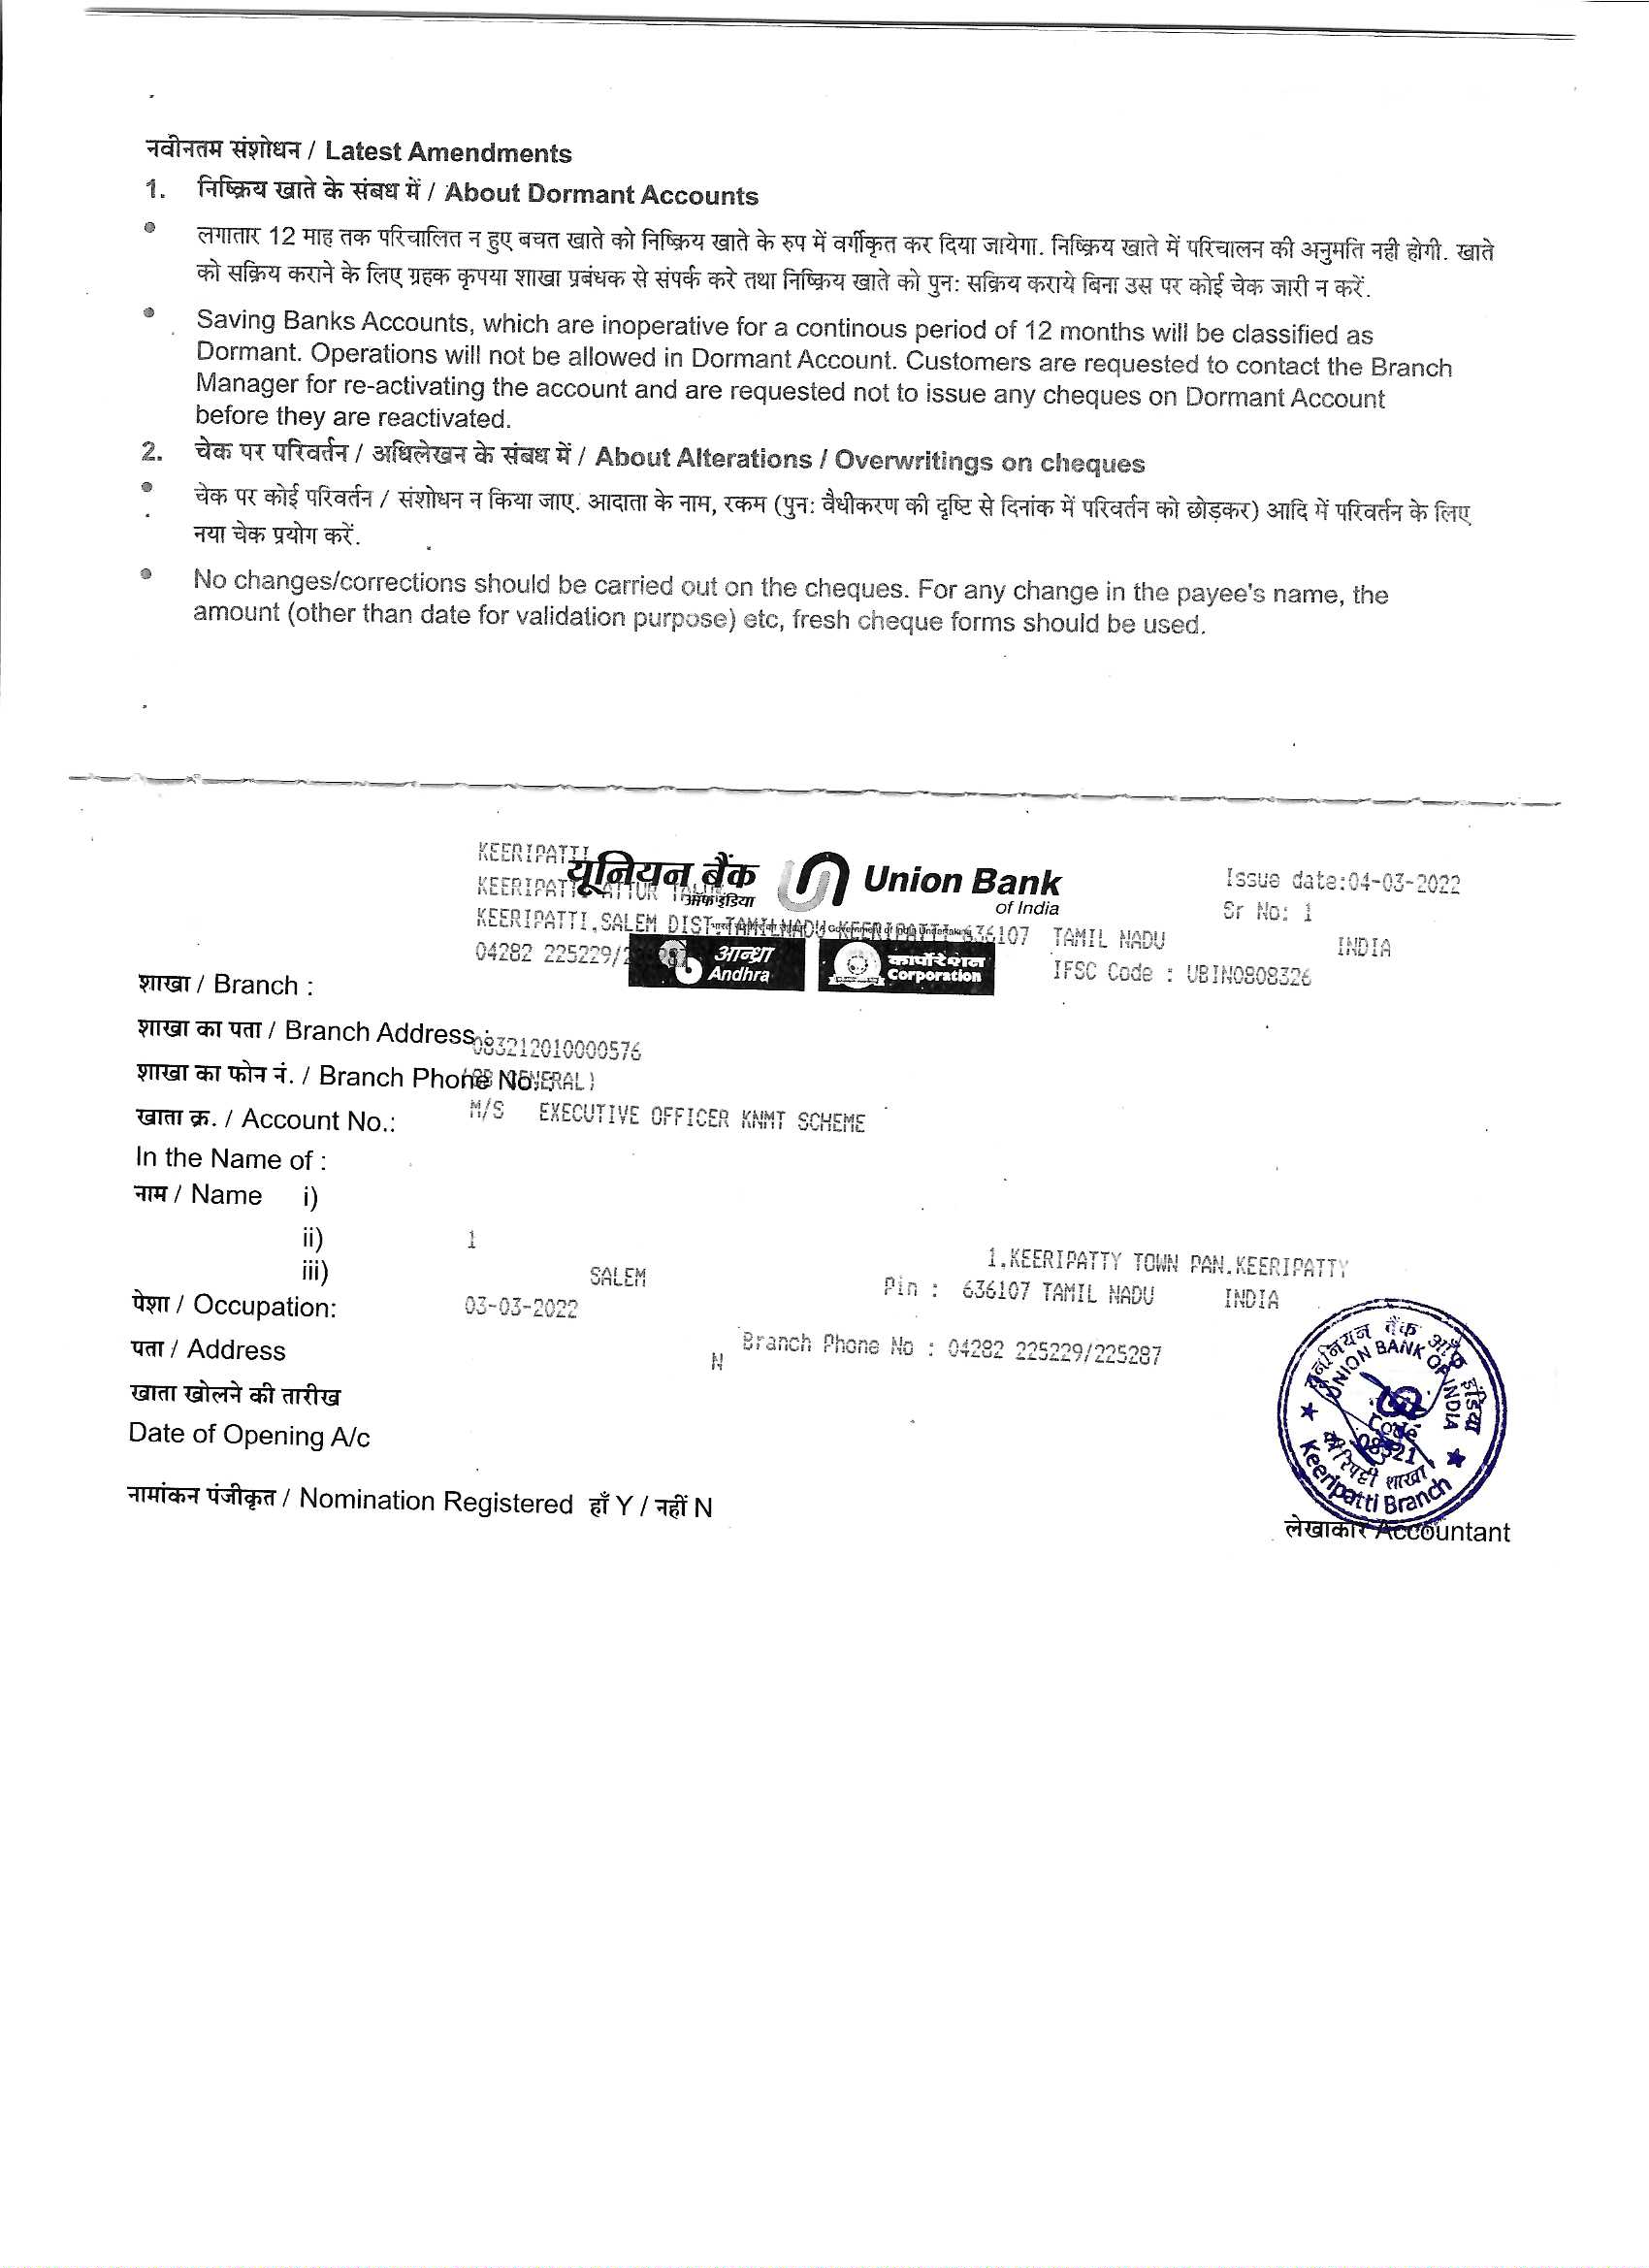 नवीनतम संशोधन / Latest Amendments
1. निष्क्रिय खाते के संबध में / About Dormant Accounts
• लगातार 12 माह तक परिचालित न हुए बचत खाते को निष्क्रिय खाते के रुप में वर्गीकृत कर दिया जायेगा. निष्क्रिय खाते में परिचालन की अनुमति नही होगी. खाते
को सक्रिय कराने के लिए ग्रहक कृपया शाखा प्रबंधक से संपर्क करे तथा निष्क्रिय खाते को पुनः सक्रिय कराये बिना उस पर कोई चेक जारी न करें.
• Saving Banks Accounts, which are inoperative for a continous period of 12 months will be classified as
Dormant. Operations will not be allowed in Dormant Account. Customers are requested to contact the Branch
Manager for re-activating the account and are requested not to issue any cheques on Dormant Account
before they are reactivated.
2. चेक पर परिवर्तन / अधिलेखन के संबध में / About Alterations / Overwritings on cheques
• चेक पर कोई परिवर्तन / संशोधन न किया जाए. आदाता के नाम, रकम (पुनः वैधीकरण की दृष्टि से दिनांक में परिवर्तन को छोड़कर) आदि में परिवर्तन के लिए
नया चेक प्रयोग करें.
• No changes/corrections should be carried out on the cheques. For any change in the payee's name, the
amount (other than date for validation purpose) etc, fresh cheque forms should be used.
KEERIPATTI
यूनियन बैंक Union Bank
ऑफ इंडिया of India
Issue date:04-03-2022
Sr No: 1
KEERIPATTI ATTUR
KEERIPATTI,SALEM DIST,TAMILNADU KEERIPATTI 636107 TAMIL NADU INDIA
04282 225229/
आन्ध्रा Andhra
कार्पोरेशन Corporation
IFSC Code : UBIN0808326
शाखा / Branch :
शाखा का पता / Branch Address :
083212010000576
शाखा का फोन नं. / Branch Phone No.:
GENERAL)
खाता क्र. / Account No.:
M/S EXECUTIVE OFFICER KNMT SCHEME
In the Name of :
नाम / Name i)
ii) 1
1.KEERIPATTY TOWN PAN.KEERIPATTY
iii) SALEM Pin : 636107 TAMIL NADU INDIA
पेशा / Occupation: 03-03-2022
पता / Address
N Branch Phone No : 04282 225229/225287
खाता खोलने की तारीख
Date of Opening A/c
नामांकन पंजीकृत / Nomination Registered हाँ Y / नहीं N
यूनियन बैंक ऑफ इंडिया
UNION BANK OF INDIA
Code
08321
कीरिपट्टी शाखा
Keeripatti Branch
लेखाकार Accountant